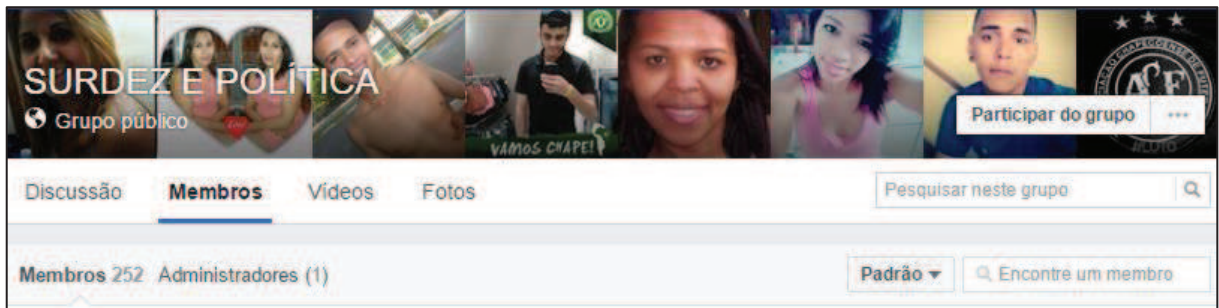 SURDEZ E POLÍTICA
Grupo público
VAMOS CHAPE!
Participar do grupo ...
Discussão Membros Vídeos Fotos
Pesquisar neste grupo
Membros 252 Administradores (1)
Padrão
Encontre um membro